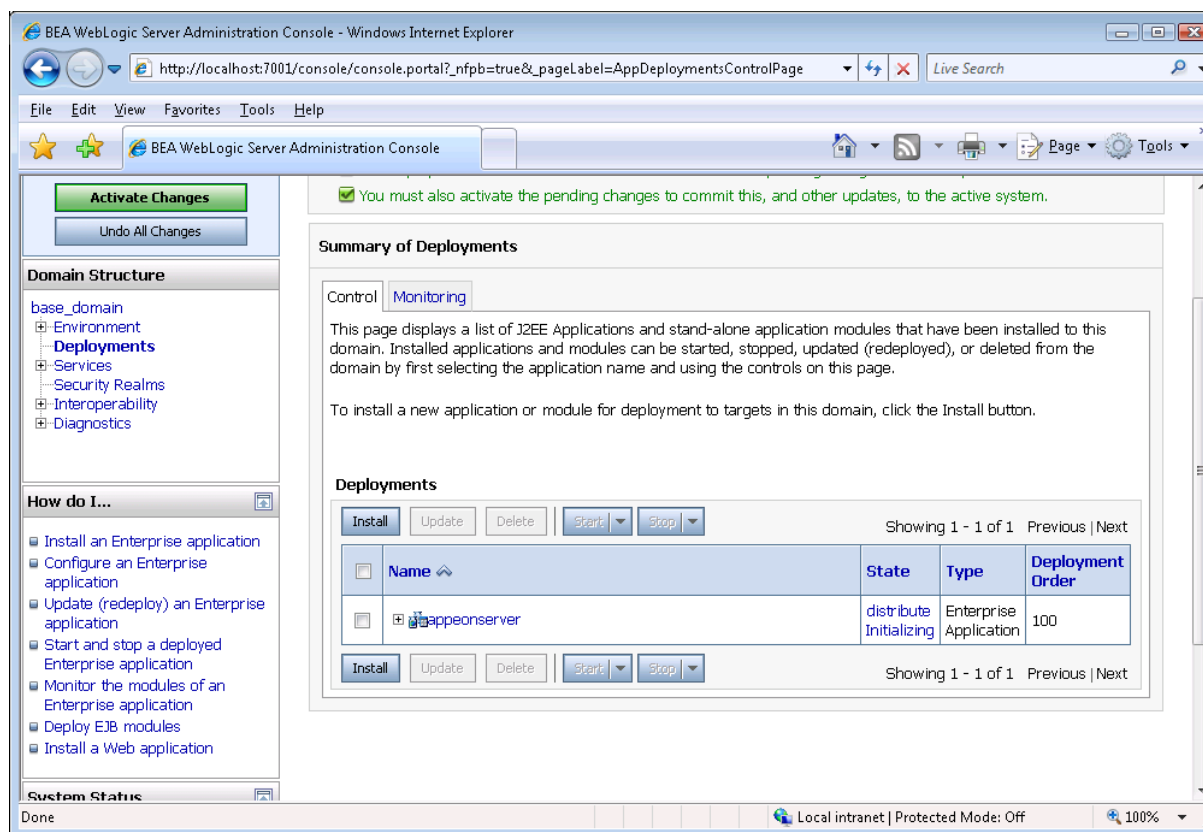 BEA WebLogic Server Administration Console - Windows Internet Explorer
http://localhost:7001/console/console.portal?_nfpb=true&_pageLabel=AppDeploymentsControlPage
Live Search
File Edit View Favorites Tools Help
BEA WebLogic Server Administration Console
Page Tools
Activate Changes
Undo All Changes
Domain Structure
base_domain
Environment
Deployments
Services
Security Realms
Interoperability
Diagnostics
How do I...
Install an Enterprise application
Configure an Enterprise
application
Update (redeploy) an Enterprise
application
Start and stop a deployed
Enterprise application
Monitor the modules of an
Enterprise application
Deploy EJB modules
Install a Web application
System Status
You must also activate the pending changes to commit this, and other updates, to the active system.
Summary of Deployments
Control Monitoring
This page displays a list of J2EE Applications and stand-alone application modules that have been installed to this
domain. Installed applications and modules can be started, stopped, updated (redeployed), or deleted from the
domain by first selecting the application name and using the controls on this page.
To install a new application or module for deployment to targets in this domain, click the Install button.
Deployments
Install Update Delete Start Stop Showing 1 - 1 of 1 Previous | Next
Name State Type Deployment
Order
appeonserver distribute Initializing Enterprise Application 100
Install Update Delete Start Stop Showing 1 - 1 of 1 Previous | Next
Done Local intranet | Protected Mode: Off 100%